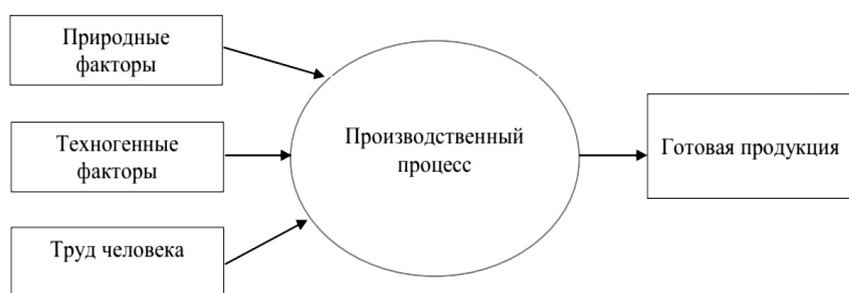 Природные
факторы
Техногенные
факторы
Труд человека
Производственный
процесс
Готовая продукция